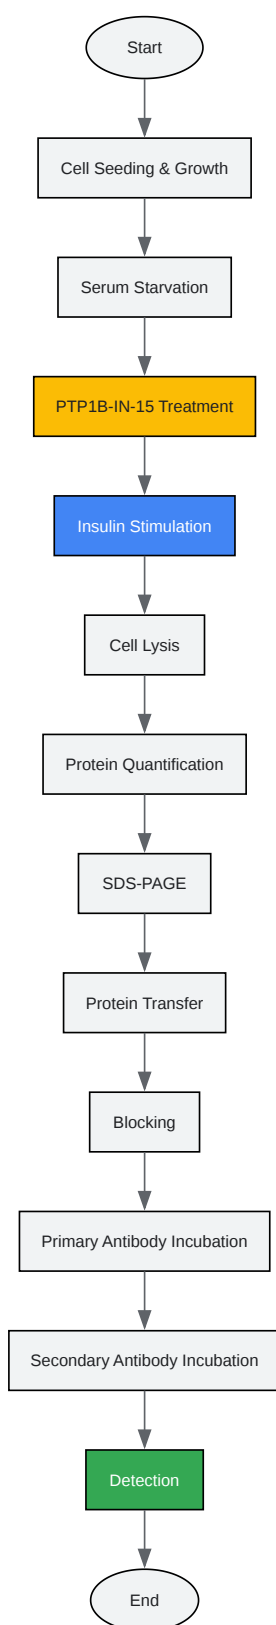 Start
Cell Seeding & Growth
Serum Starvation
PTP1B-IN-15 Treatment
Insulin Stimulation
Cell Lysis
Protein Quantification
SDS-PAGE
Protein Transfer
Blocking
Primary Antibody Incubation
Secondary Antibody Incubation
Detection
End